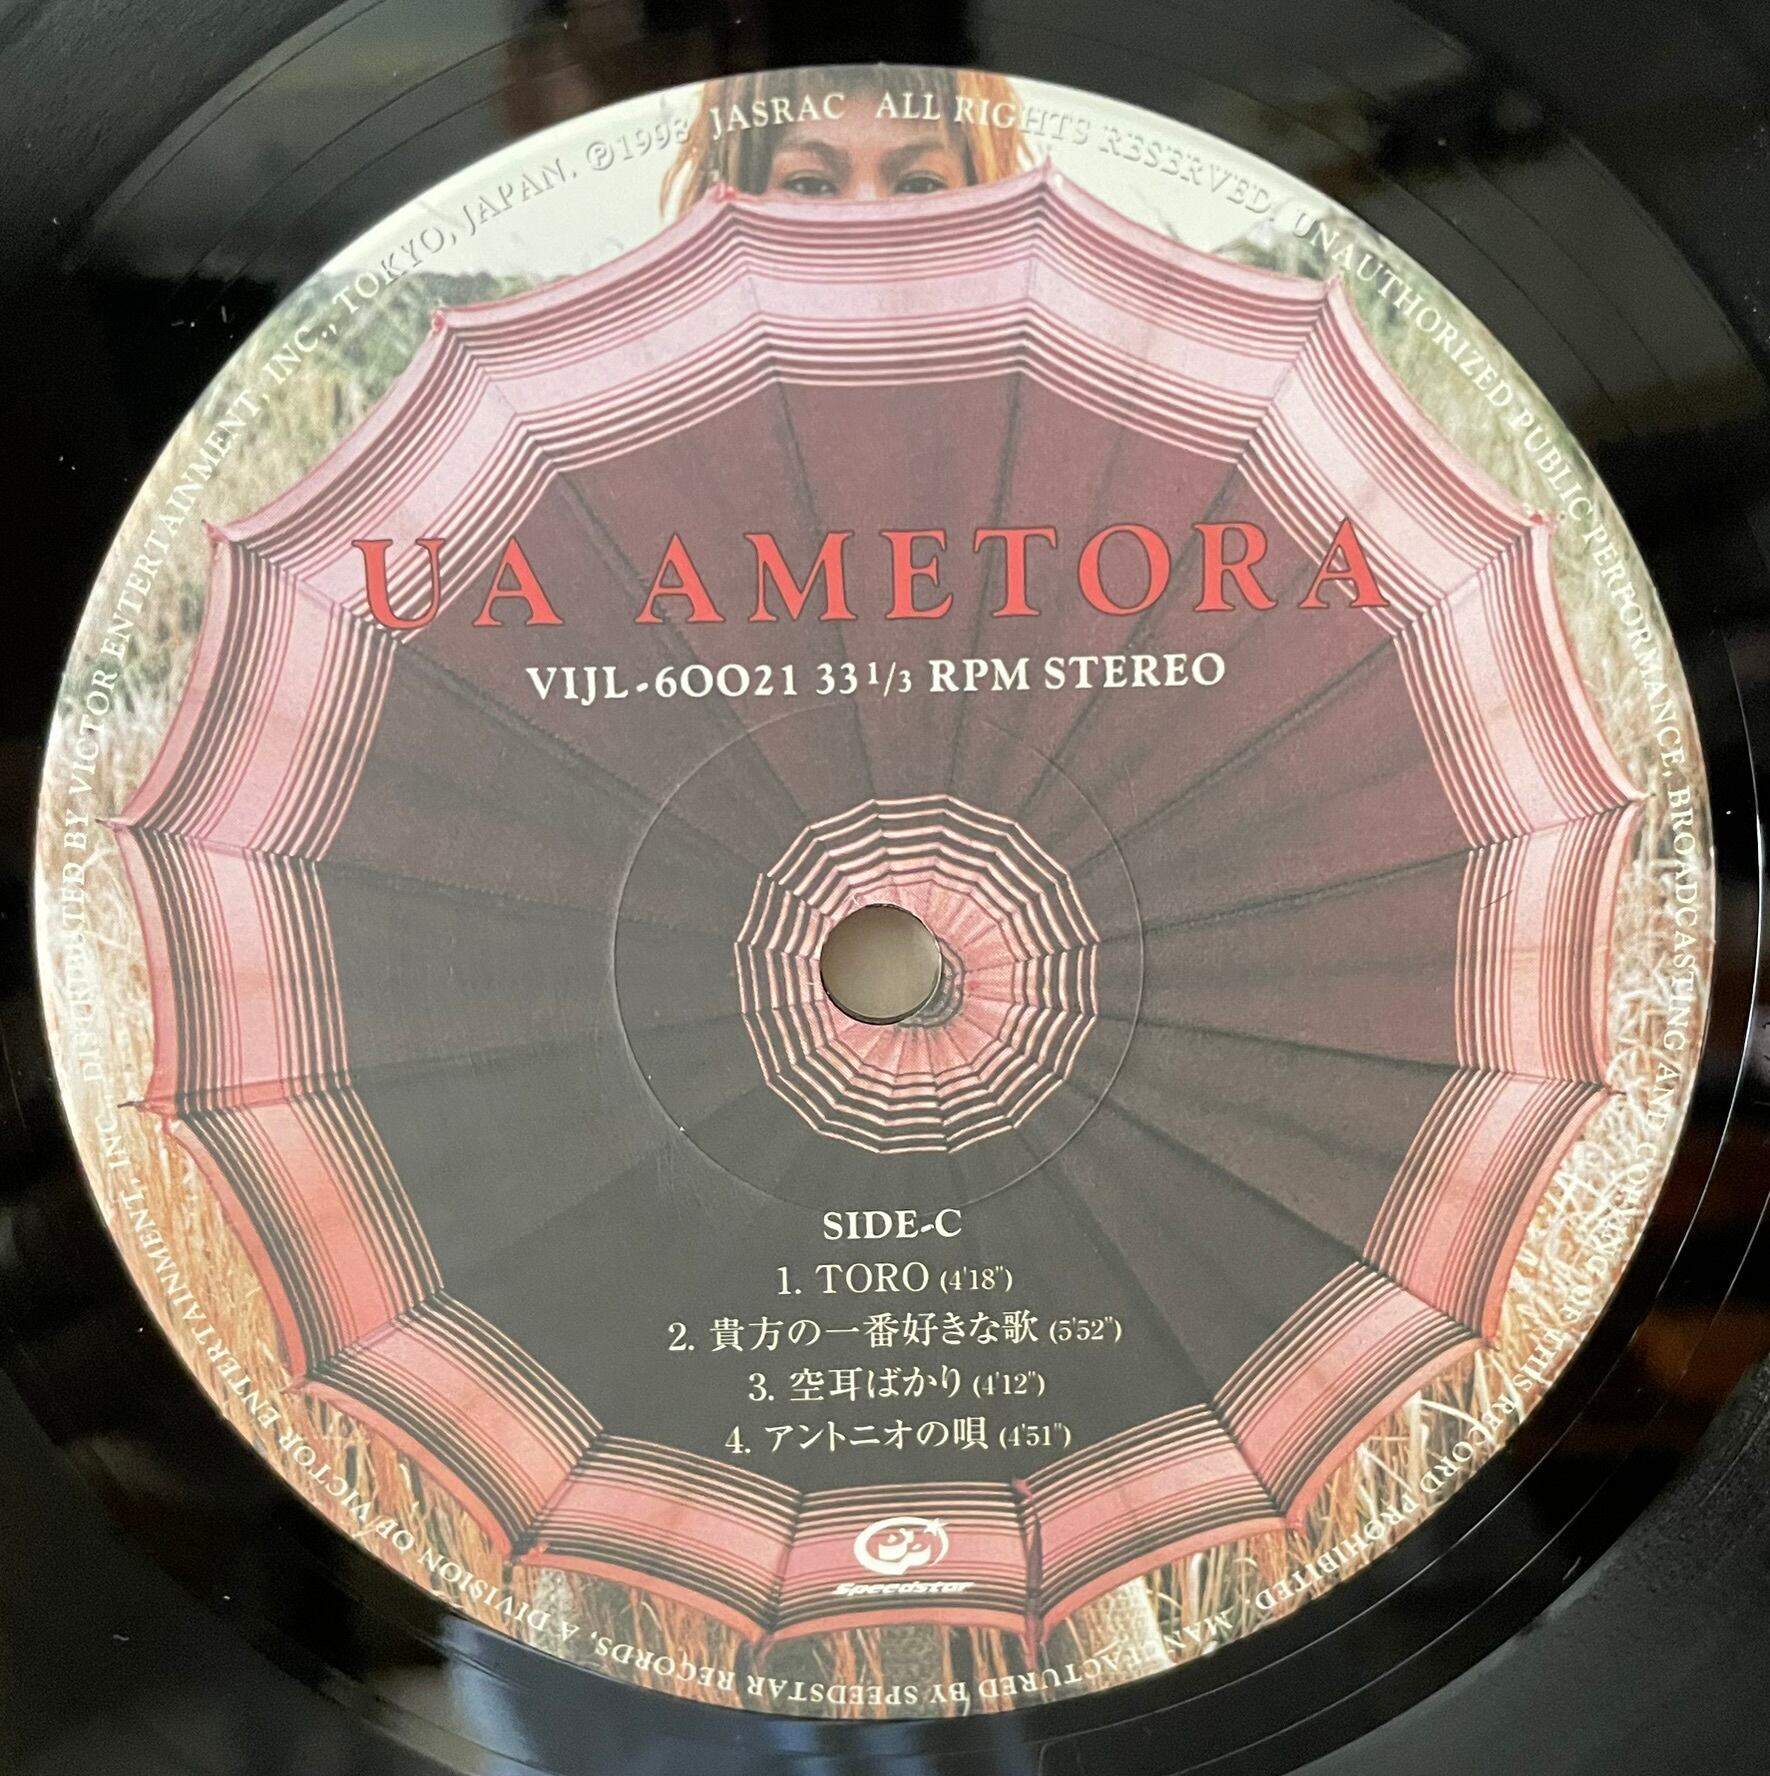 UA AMETORA
VIJL-60021 33 1/3 RPM STEREO
SIDE-C
1. TORO (4'18")
2. 貴方の一番好きな歌 (5'52")
3. 空耳ばかり (4'12")
4. アントニオの唄 (4'51")
Speedstar
MANUFACTURED BY SPEEDSTAR RECORDS, A DIVISION OF VICTOR ENTERTAINMENT, INC., DISTRIBUTED BY VICTOR ENTERTAINMENT, INC., TOKYO, JAPAN, ℗1998 JASRAC ALL RIGHTS RESERVED. UNAUTHORIZED PUBLIC PERFORMANCE, BROADCASTING AND COPYING OF THIS RECORD PROHIBITED.